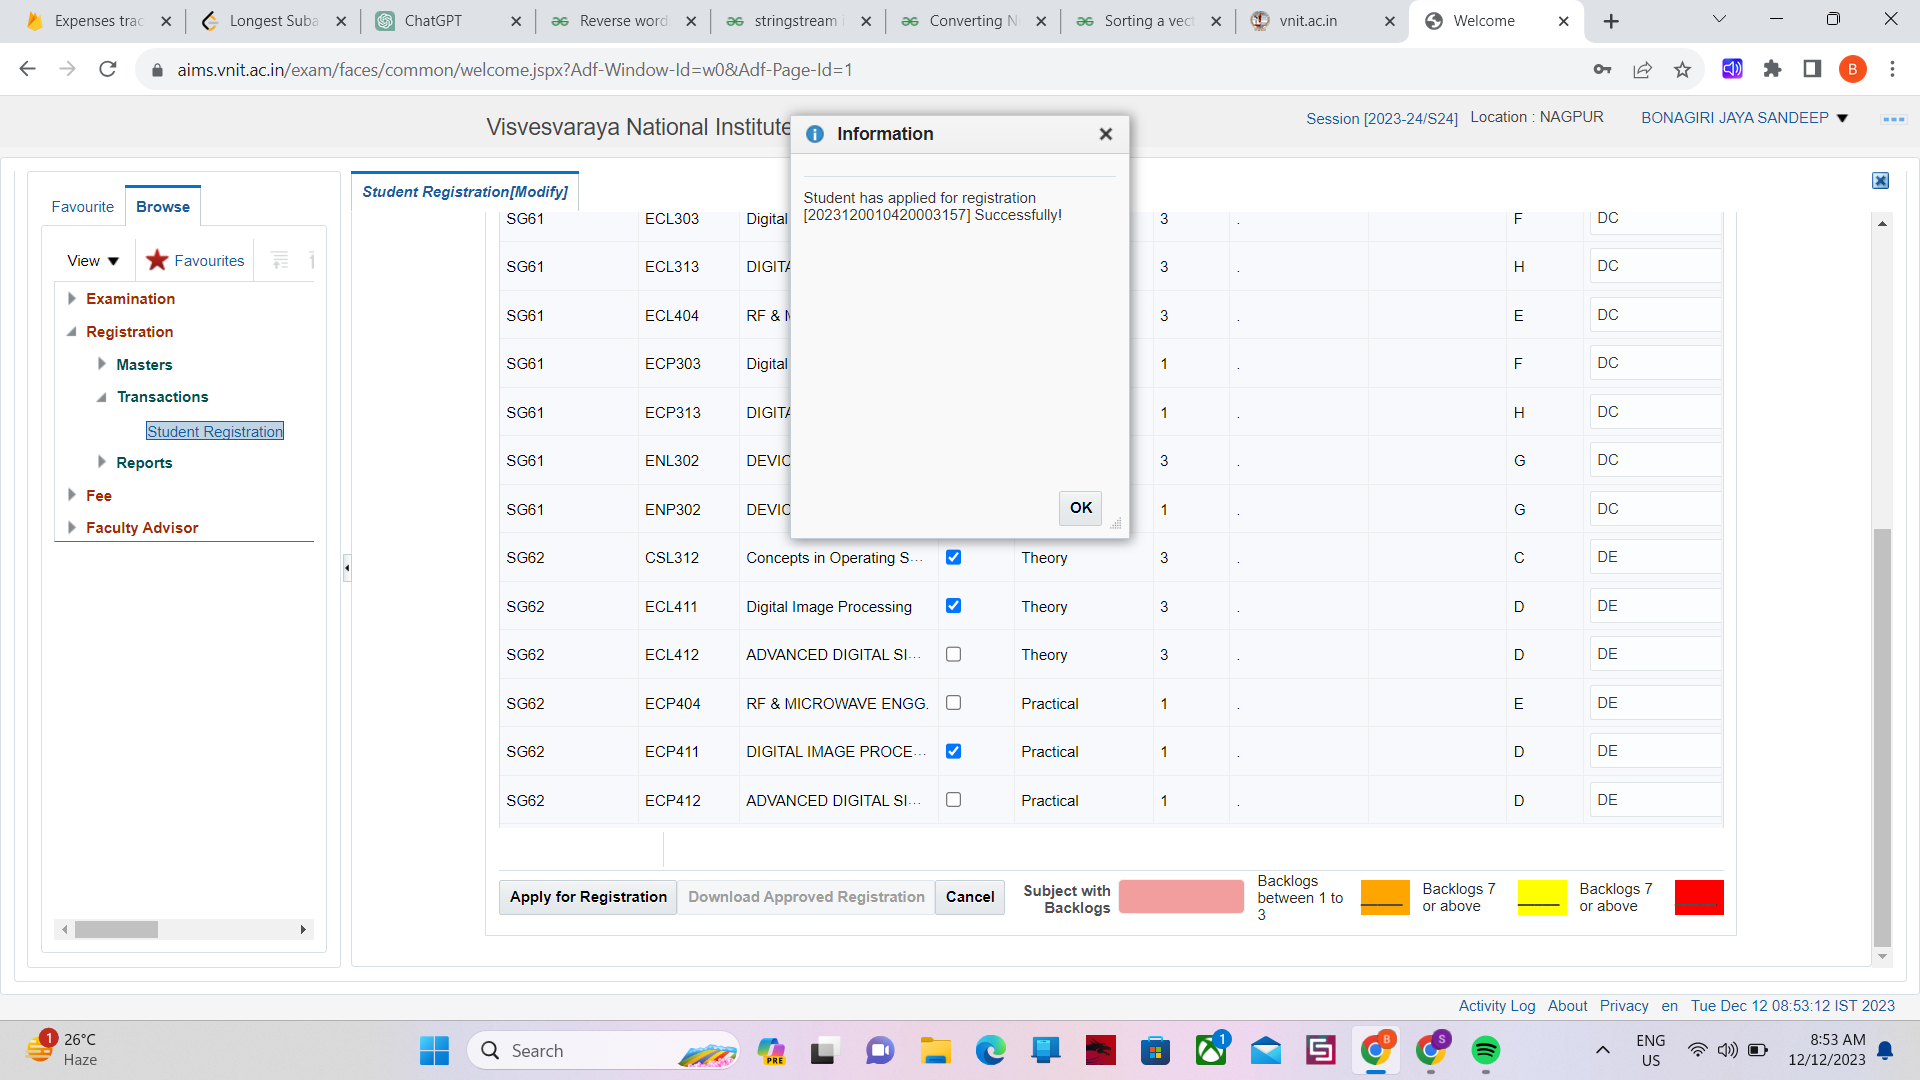 Expenses trac
Longest Suba
ChatGPT
Reverse word
stringstream i
Converting N
Sorting a vect
vnit.ac.in
Welcome
aims.vnit.ac.in/exam/faces/common/welcome.jspx?Adf-Window-Id=w0&Adf-Page-Id=1
B
Visvesvaraya National Institute
Session [2023-24/S24] Location : NAGPUR BONAGIRI JAYA SANDEEP
Favourite Browse
View Favourites
Examination
Registration
Masters
Transactions
Student Registration
Reports
Fee
Faculty Advisor
Student Registration[Modify]
Information
Student has applied for registration
[2023120010420003157] Successfully!
OK
SG61 ECL303 Digital 3 . F DC
SG61 ECL313 DIGITA 3 . H DC
SG61 ECL404 RF & M 3 . E DC
SG61 ECP303 Digital 1 . F DC
SG61 ECP313 DIGITA 1 . H DC
SG61 ENL302 DEVIC 3 . G DC
SG61 ENP302 DEVIC 1 . G DC
SG62 CSL312 Concepts in Operating S... Theory 3 . C DE
SG62 ECL411 Digital Image Processing Theory 3 . D DE
SG62 ECL412 ADVANCED DIGITAL SI... Theory 3 . D DE
SG62 ECP404 RF & MICROWAVE ENGG. Practical 1 . E DE
SG62 ECP411 DIGITAL IMAGE PROCE... Practical 1 . D DE
SG62 ECP412 ADVANCED DIGITAL SI... Practical 1 . D DE
Apply for Registration Download Approved Registration Cancel
Subject with
Backlogs
Backlogs
between 1 to
3
Backlogs 7
or above
Backlogs 7
or above
Activity Log About Privacy en Tue Dec 12 08:53:12 IST 2023
1
26°C
Haze
Search
PRE
1
B
S
ENG
US
8:53 AM
12/12/2023